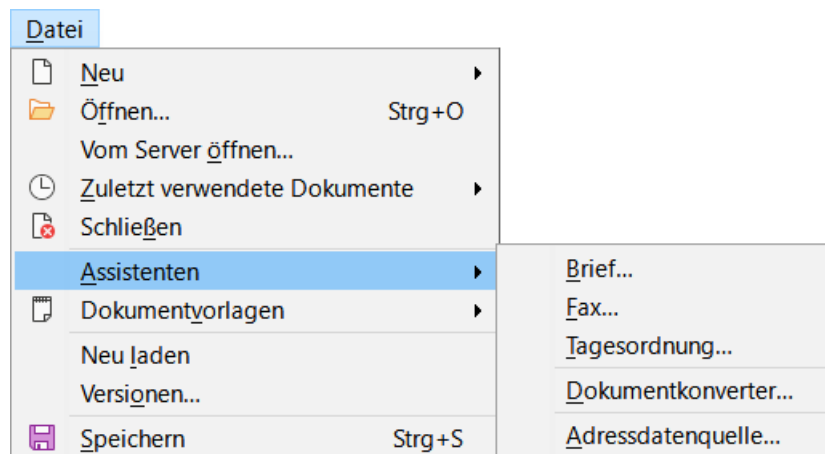 Datei
Neu
Öffnen... Strg+O
Vom Server öffnen...
Zuletzt verwendete Dokumente
Schließen
Assistenten
Dokumentvorlagen
Neu laden
Versionen...
Speichern Strg+S
Brief...
Fax...
Tagesordnung...
Dokumentkonverter...
Adressdatenquelle...